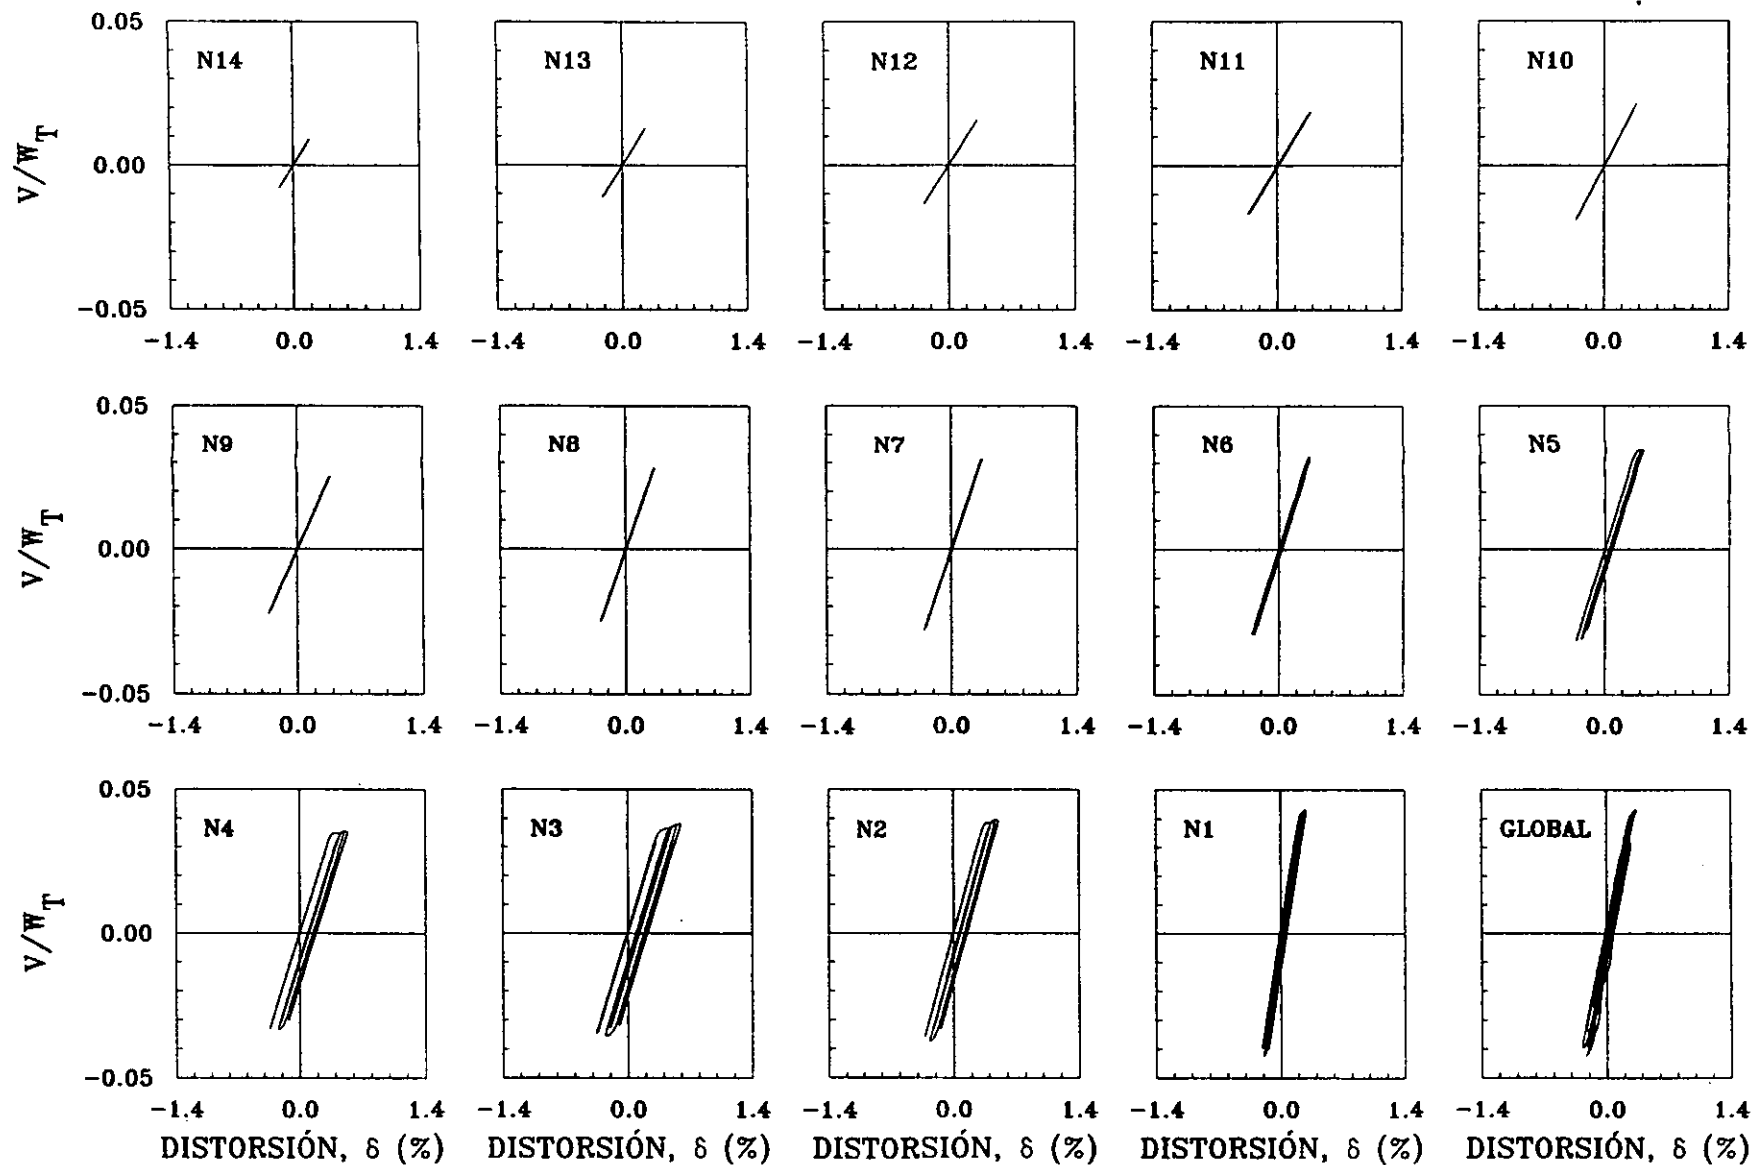 0.05
N14 N13 N12 N11 N10
V/W_T
0.00
-0.05
-1.4 0.0 1.4 -1.4 0.0 1.4 -1.4 0.0 1.4 -1.4 0.0 1.4 -1.4 0.0 1.4
0.05
N9 N8 N7 N6 N5
V/W_T
0.00
-0.05
-1.4 0.0 1.4 -1.4 0.0 1.4 -1.4 0.0 1.4 -1.4 0.0 1.4 -1.4 0.0 1.4
0.05
N4 N3 N2 N1 GLOBAL
V/W_T
0.00
-0.05
-1.4 0.0 1.4 -1.4 0.0 1.4 -1.4 0.0 1.4 -1.4 0.0 1.4 -1.4 0.0 1.4
DISTORSIÓN, δ (%) DISTORSIÓN, δ (%) DISTORSIÓN, δ (%) DISTORSIÓN, δ (%) DISTORSIÓN, δ (%)